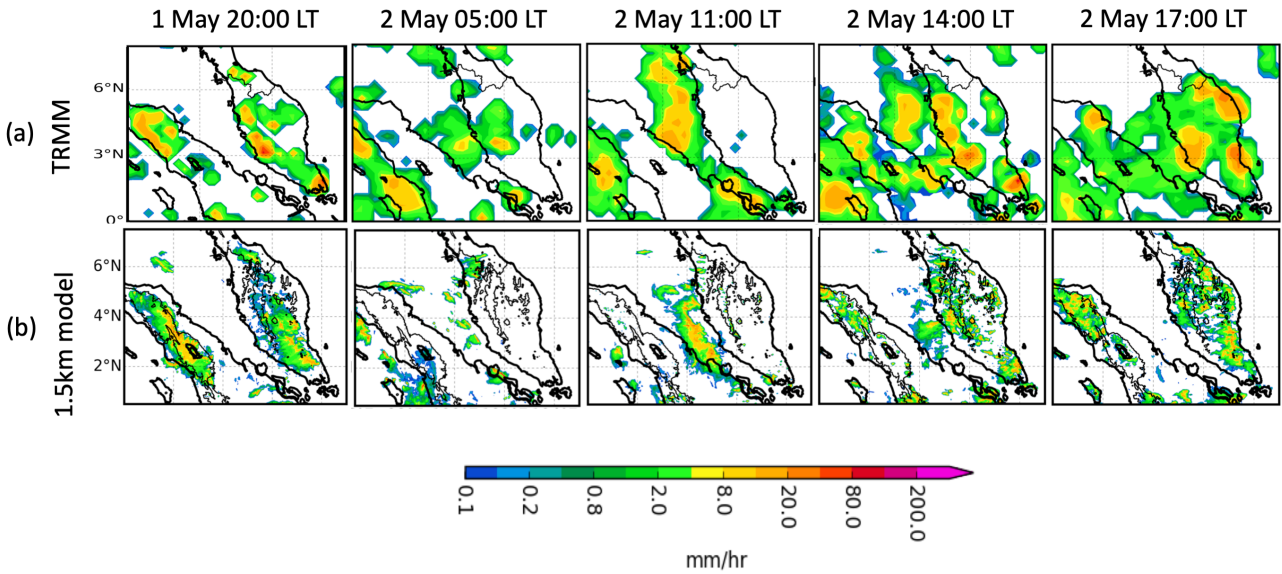 1 May 20:00 LT 2 May 05:00 LT 2 May 11:00 LT 2 May 14:00 LT 2 May 17:00 LT
(a)
TRMM
6°N
3°N
0°
(b)
1.5km model
6°N
4°N
2°N
0.1 0.2 0.8 2.0 8.0 20.0 80.0 200.0
mm/hr